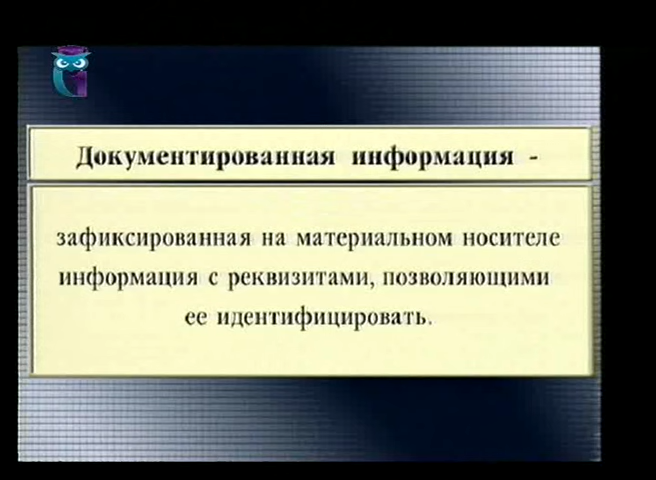 Документированная информация -
зафиксированная на материальном носителе
информация с реквизитами, позволяющими
ее идентифицировать.